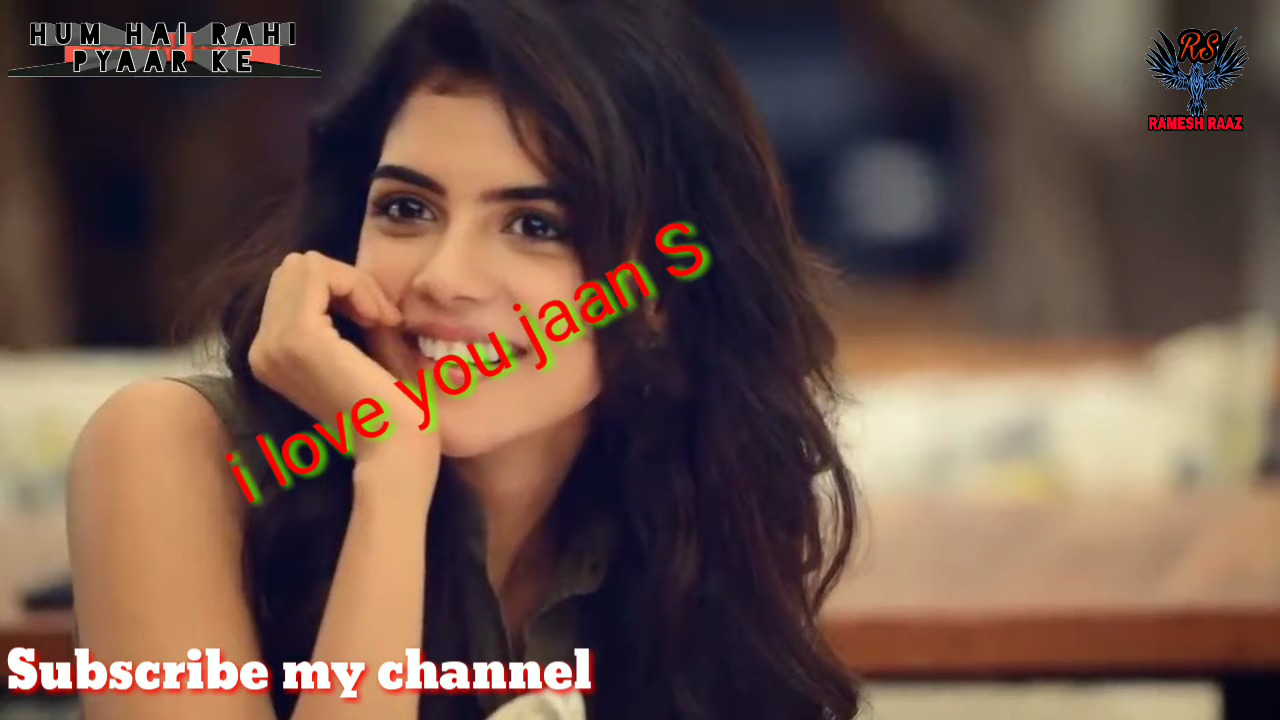 HUM HAI RAHI
PYAAR KE
RS
RAMESH RAAZ
i love you jaan S
Subscribe my channel